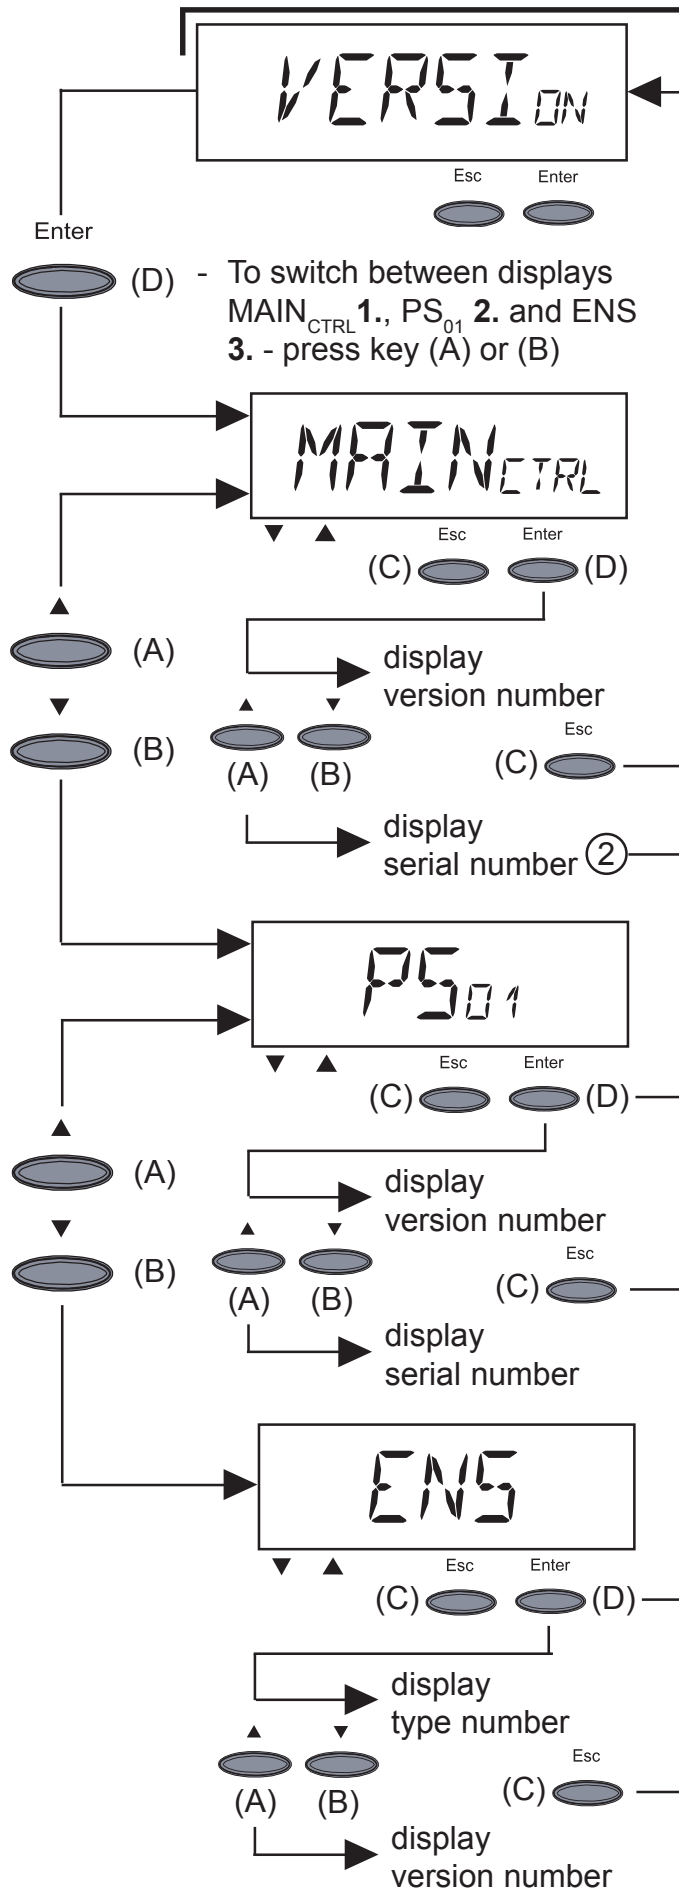 VERSION
Esc Enter
Enter
(D) - To switch between displays
MAINCTRL 1., PS01 2. and ENS
3. - press key (A) or (B)
MAINCTRL
▼ ▲ Esc Enter
(C) (D)
▲
(A)
display
version number
▼
(B)
▲ ▼
(A) (B)
Esc
(C)
display
serial number 2
PS01
▼ ▲ Esc Enter
(C) (D)
▲
(A)
display
version number
▼
(B)
▲ ▼
(A) (B)
Esc
(C)
display
serial number
ENS
▼ ▲ Esc Enter
(C) (D)
display
type number
▲ ▼
(A) (B)
Esc
(C)
display
version number